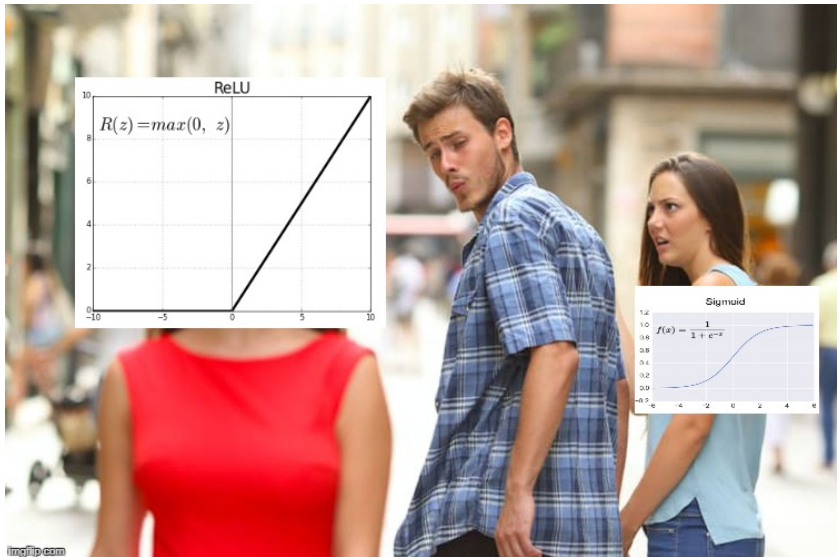 ReLU
R(z)=max(0, z)
10
8
6
4
2
0
−10 −5 0 5 10
Sigmoid
f(x) = 1 / (1 + e^{-x})
1.2
1.0
0.8
0.6
0.4
0.2
0.0
−0.2
−6 −4 −2 0 2 4 6
imgflip.com